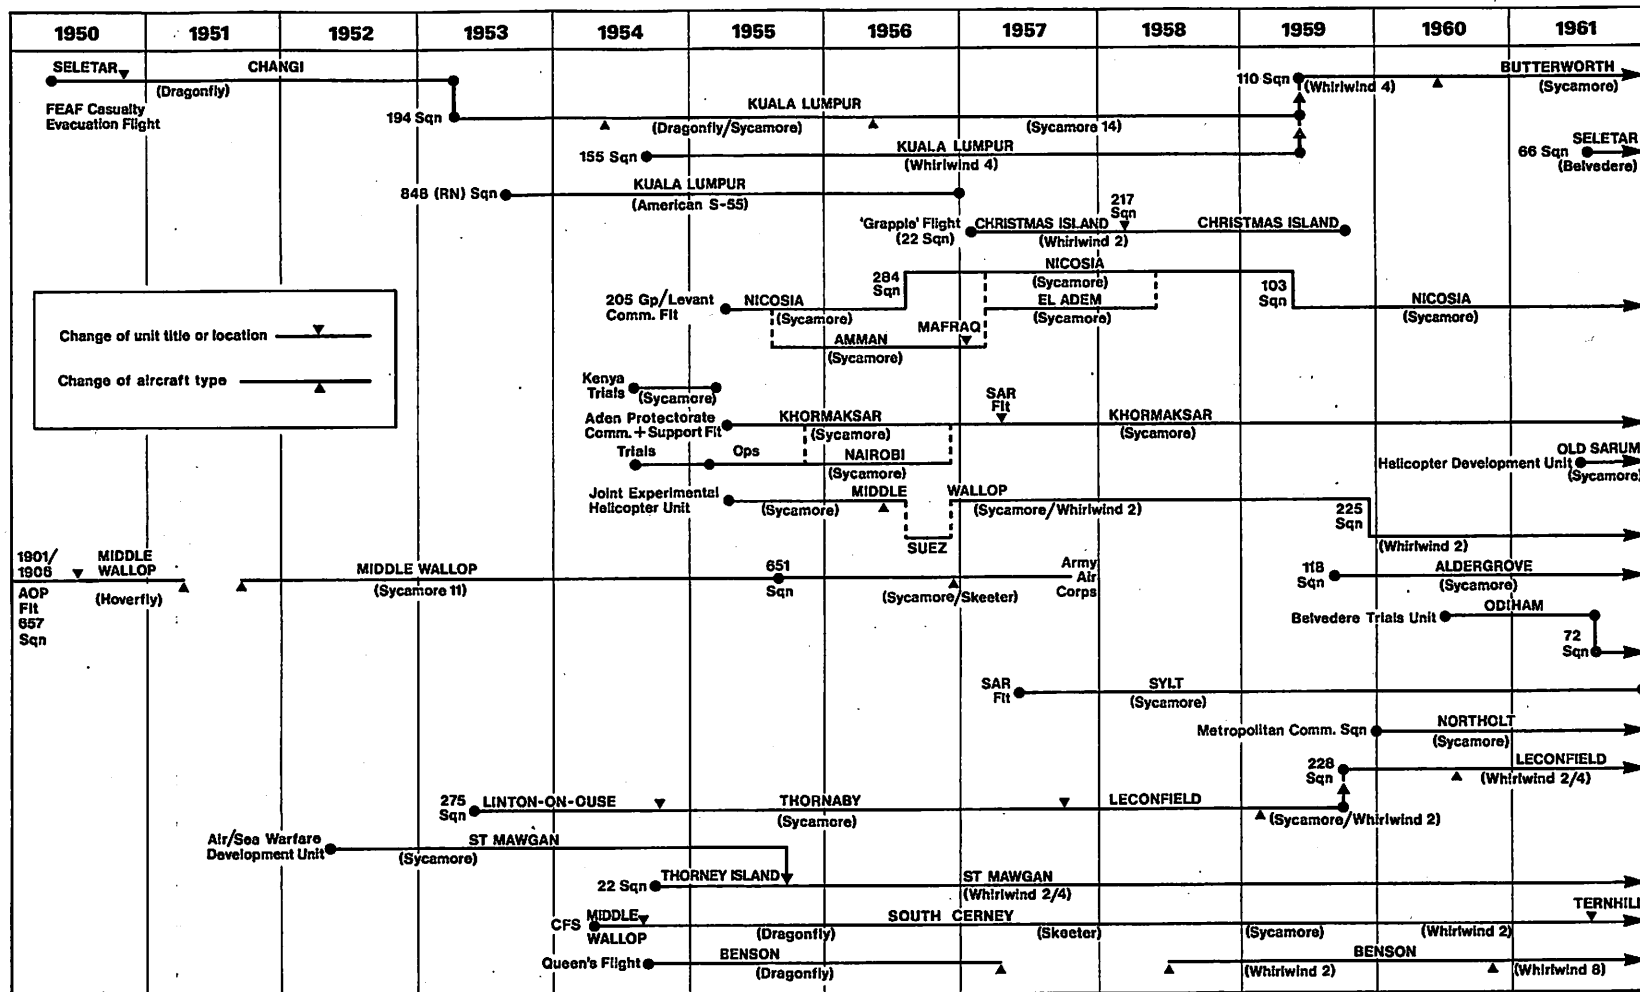 1950 1951 1952 1953 1954 1955 1956 1957 1958 1959 1960 1961
SELETAR CHANGI
(Dragonfly)
FEAF Casualty
Evacuation Flight
110 Sqn
BUTTERWORTH
(Whirlwind 4) (Sycamore)
194 Sqn
KUALA LUMPUR
(Dragonfly/Sycamore) (Sycamore 14)
155 Sqn
KUALA LUMPUR
(Whirlwind 4)
SELETAR
66 Sqn
(Belvedere)
848 (RN) Sqn
KUALA LUMPUR
(American S-55)
'Grapple' Flight
(22 Sqn)
CHRISTMAS ISLAND
217
Sqn
CHRISTMAS ISLAND
(Whirlwind 2)
205 Gp/Levant
Comm. Flt
NICOSIA
(Sycamore)
284
Sqn
NICOSIA
(Sycamore)
EL ADEM
(Sycamore)
103
Sqn
NICOSIA
(Sycamore)
MAFRAQ
AMMAN
(Sycamore)
Change of unit title or location
Change of aircraft type
Kenya
Trials
(Sycamore)
Aden Protectorate
Comm.+Support Flt
KHORMAKSAR
(Sycamore)
SAR
Flt
KHORMAKSAR
(Sycamore)
Trials Ops
NAIROBI
(Sycamore)
OLD SARUM
Helicopter Development Unit
(Sycamore)
Joint Experimental
Helicopter Unit
MIDDLE WALLOP
(Sycamore) (Sycamore/Whirlwind 2)
SUEZ
225
Sqn
(Whirlwind 2)
1901/
1906
AOP
Flt
657
Sqn
MIDDLE
WALLOP
(Hoverfly)
MIDDLE WALLOP
(Sycamore 11)
651
Sqn
(Sycamore/Skeeter)
Army
Air
Corps
118
Sqn
ALDERGROVE
(Sycamore)
Belvedere Trials Unit
ODIHAM
72
Sqn
SAR
Flt
SYLT
(Sycamore)
Metropolitan Comm. Sqn
NORTHOLT
(Sycamore)
228
Sqn
LECONFIELD
(Whirlwind 2/4)
275
Sqn
LINTON-ON-OUSE THORNABY LECONFIELD
(Sycamore) (Sycamore/Whirlwind 2)
Air/Sea Warfare
Development Unit
ST MAWGAN
(Sycamore)
22 Sqn
THORNEY ISLAND ST MAWGAN
(Whirlwind 2/4)
CFS
MIDDLE
WALLOP
SOUTH CERNEY
TERNHILL
(Dragonfly) (Skeeter) (Sycamore) (Whirlwind 2)
Queen's Flight
BENSON BENSON
(Dragonfly) (Whirlwind 2) (Whirlwind 8)